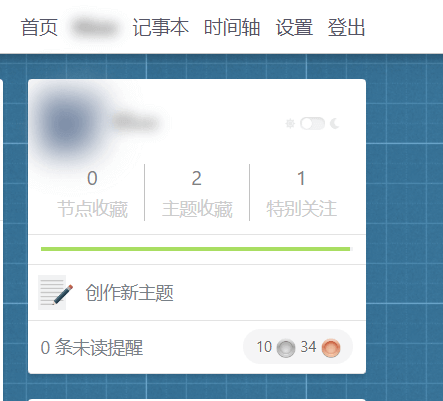 首页 记事本 时间轴 设置 登出
0 2 1
节点收藏 主题收藏 特别关注
创作新主题
0 条未读提醒 10 34